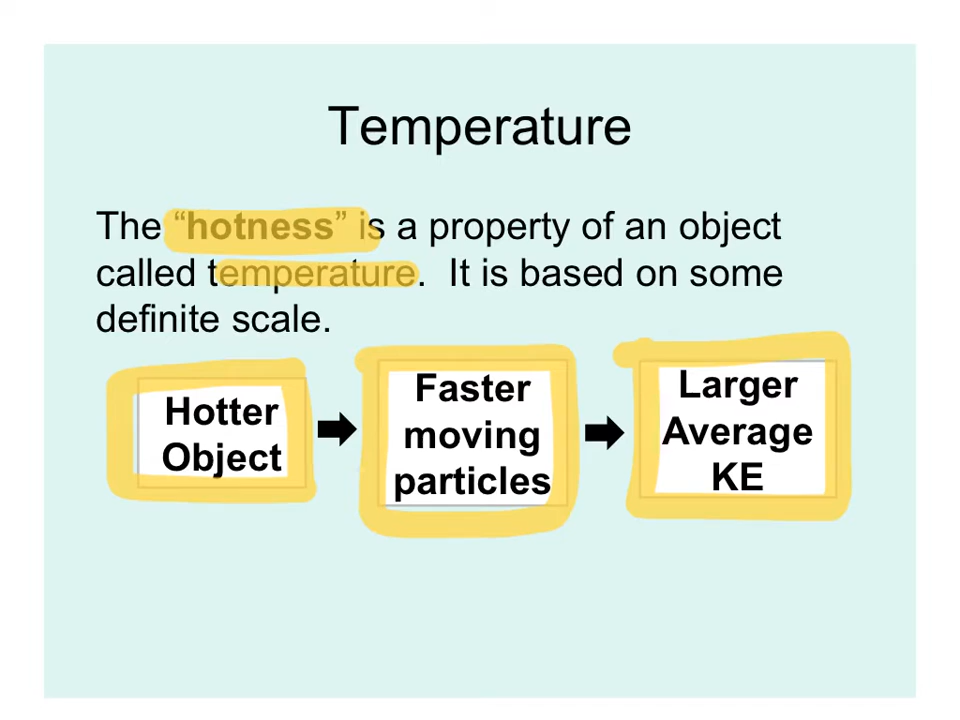 Temperature
The “hotness” is a property of an object
called temperature.  It is based on some
definite scale.
Hotter
Object
Faster
moving
particles
Larger
Average
KE